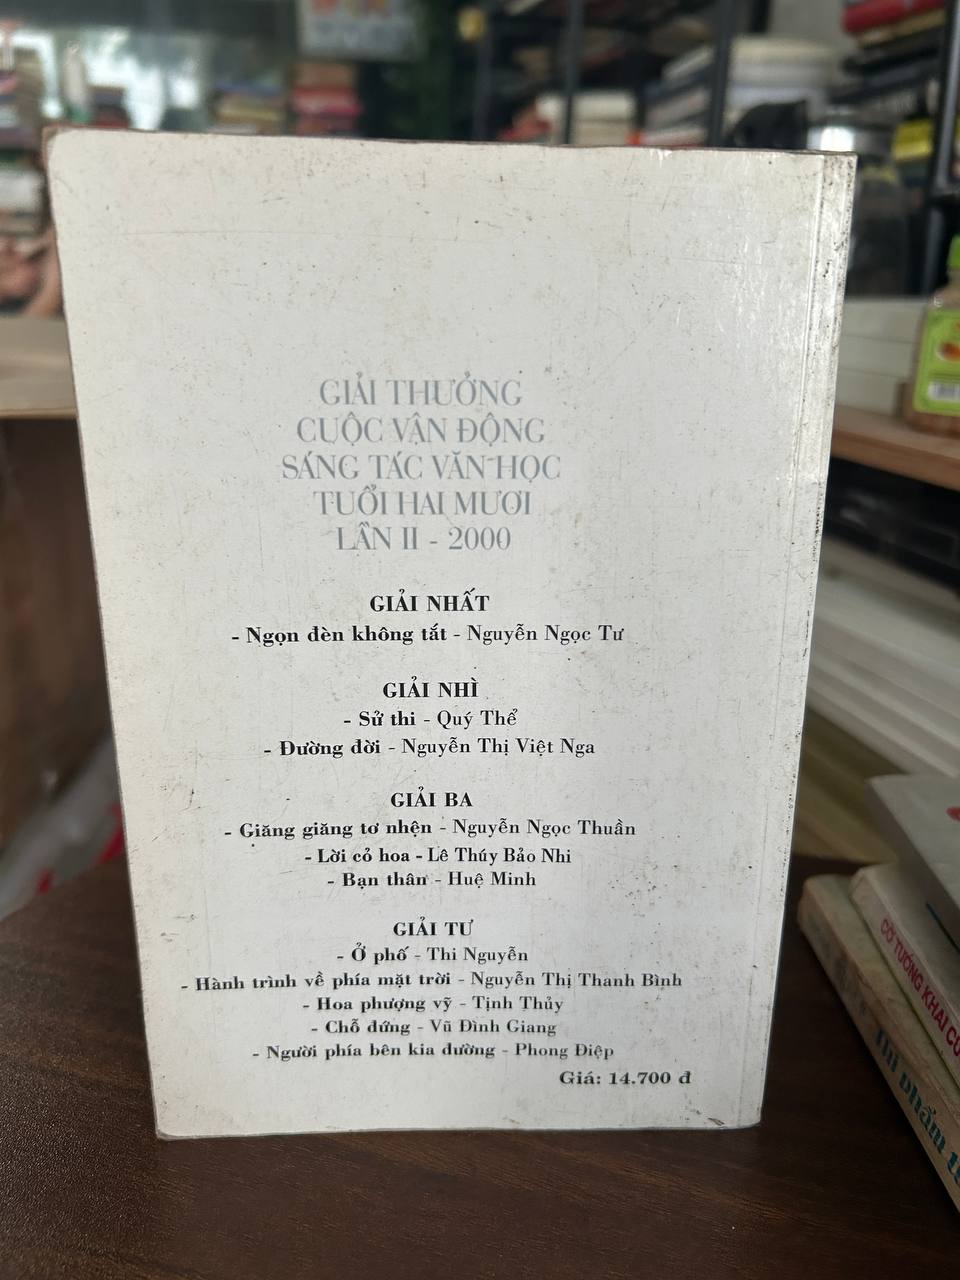 GIẢI THƯỞNG
CUỘC VẬN ĐỘNG
SÁNG TÁC VĂN HỌC
TUỔI HAI MƯƠI
LẦN II - 2000
GIẢI NHẤT
- Ngọn đèn không tắt - Nguyễn Ngọc Tư
GIẢI NHÌ
- Sử thi - Quý Thể
- Đường đời - Nguyễn Thị Việt Nga
GIẢI BA
- Giăng giăng tơ nhện - Nguyễn Ngọc Thuần
- Lời cỏ hoa - Lê Thúy Bảo Nhi
- Bạn thân - Huệ Minh
GIẢI TƯ
- Ở phố - Thi Nguyễn
- Hành trình về phía mặt trời - Nguyễn Thị Thanh Bình
- Hoa phượng vỹ - Tịnh Thủy
- Chỗ đứng - Vũ Đình Giang
- Người phía bên kia đường - Phong Điệp
Giá: 14.700 đ
CỜ TƯỚNG KHAI
phẩm